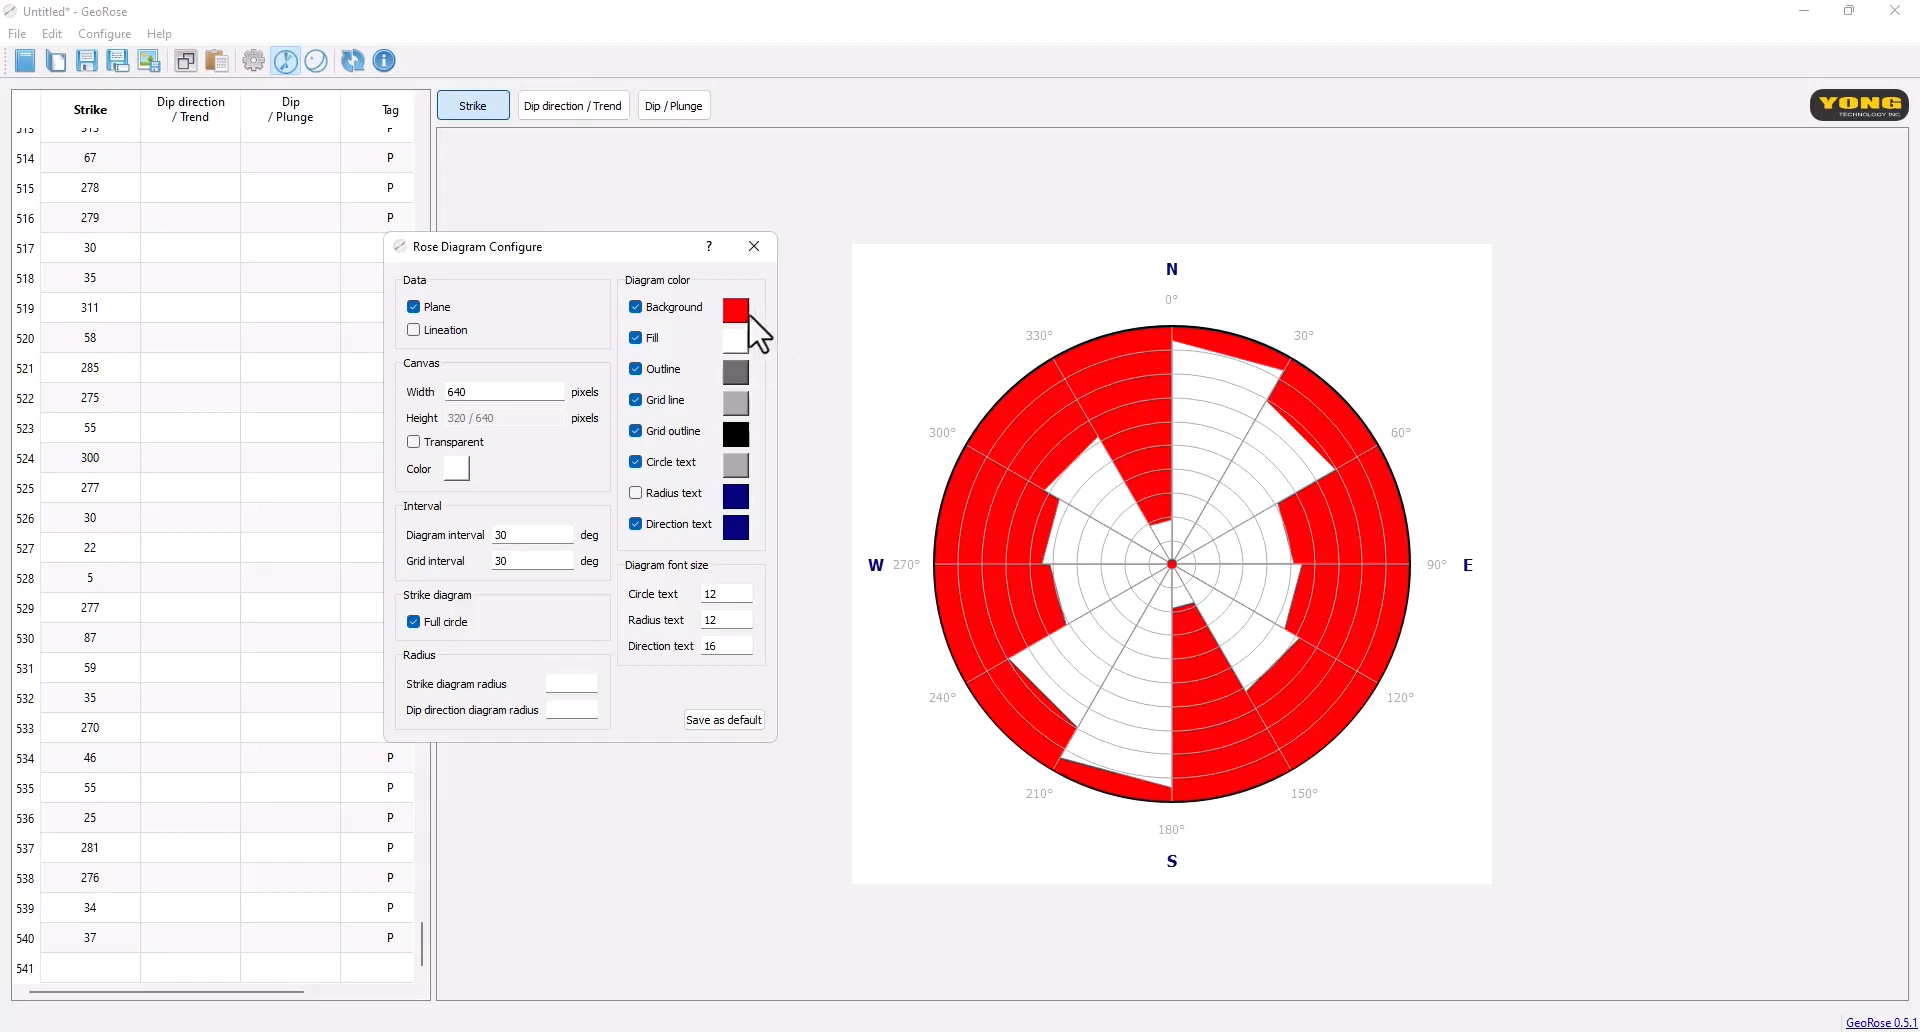 Untitled* - GeoRose
File Edit Configure Help
Strike Dip direction / Trend Dip / Plunge Tag
Strike Dip direction / Trend Dip / Plunge
YONG
TECHNOLOGY INC.
513 313 P
514 67 P
515 278 P
516 279 P
517 30
518 35
519 311
520 58
521 285
522 275
523 55
524 300
525 277
526 30
527 22
528 5
529 277
530 87
531 59
532 35
533 270
534 46 P
535 55 P
536 25 P
537 281 P
538 276 P
539 34 P
540 37 P
541
Rose Diagram Configure ?
Data
Plane
Lineation
Canvas
Width 640 pixels
Height 320 / 640 pixels
Transparent
Color
Interval
Diagram interval 30 deg
Grid interval 30 deg
Strike diagram
Full circle
Radius
Strike diagram radius
Dip direction diagram radius
Diagram color
Background
Fill
Outline
Grid line
Grid outline
Circle text
Radius text
Direction text
Diagram font size
Circle text 12
Radius text 12
Direction text 16
Save as default
N
0°
330° 30°
300° 60°
W 270° 90° E
240° 120°
210° 150°
180°
S
GeoRose 0.5.1